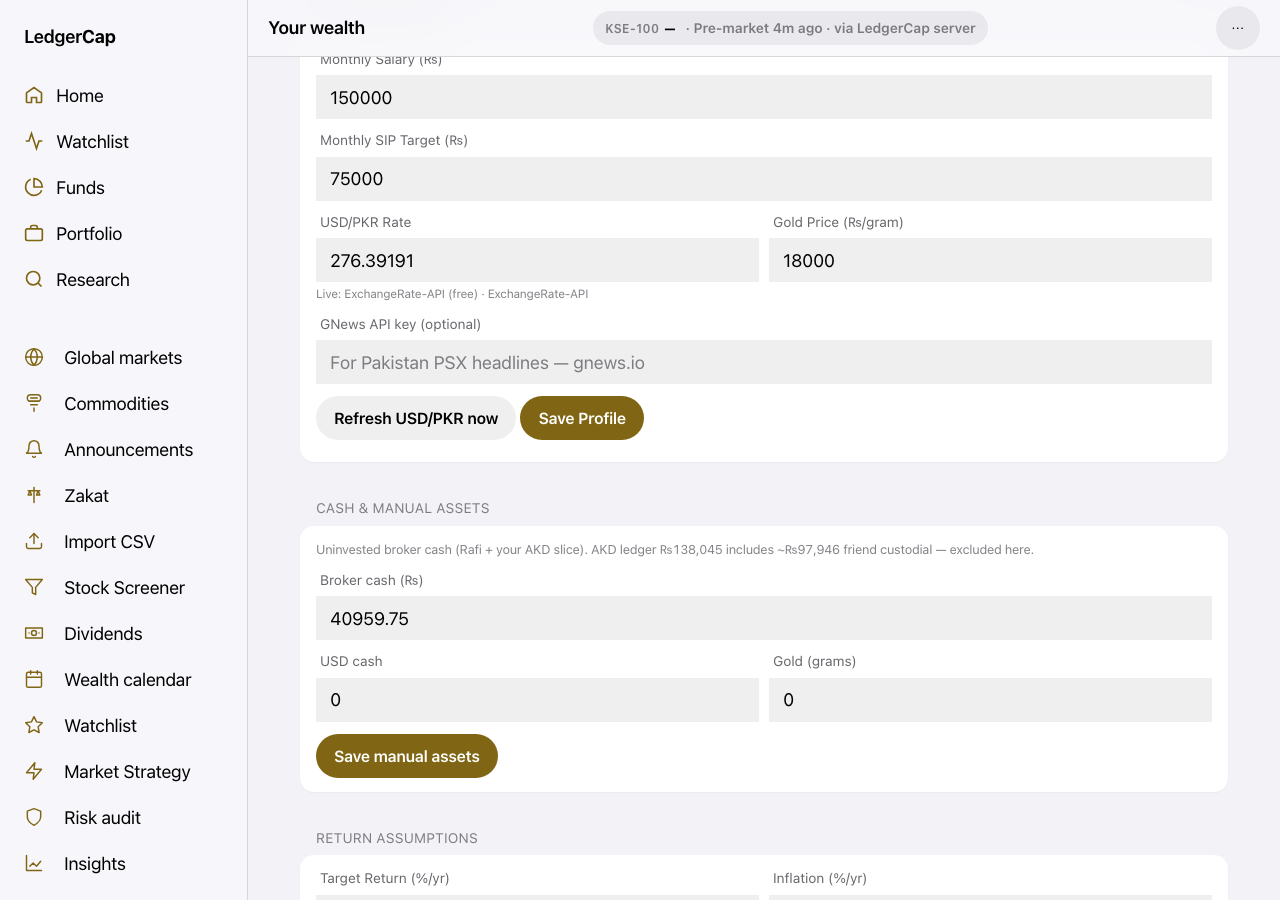 LedgerCap
Home
Watchlist
Funds
Portfolio
Research
Global markets
Commodities
Announcements
Zakat
Import CSV
Stock Screener
Dividends
Wealth calendar
Watchlist
Market Strategy
Risk audit
Insights
Your wealth
KSE-100 — · Pre-market 4m ago · via LedgerCap server
...
Monthly Salary (₨)
150000
Monthly SIP Target (₨)
75000
USD/PKR Rate
276.39191
Gold Price (₨/gram)
18000
Live: ExchangeRate-API (free) · ExchangeRate-API
GNews API key (optional)
For Pakistan PSX headlines — gnews.io
Refresh USD/PKR now
Save Profile
CASH & MANUAL ASSETS
Uninvested broker cash (Rafi + your AKD slice). AKD ledger ₨138,045 includes ~₨97,946 friend custodial — excluded here.
Broker cash (₨)
40959.75
USD cash
0
Gold (grams)
0
Save manual assets
RETURN ASSUMPTIONS
Target Return (%/yr)
Inflation (%/yr)